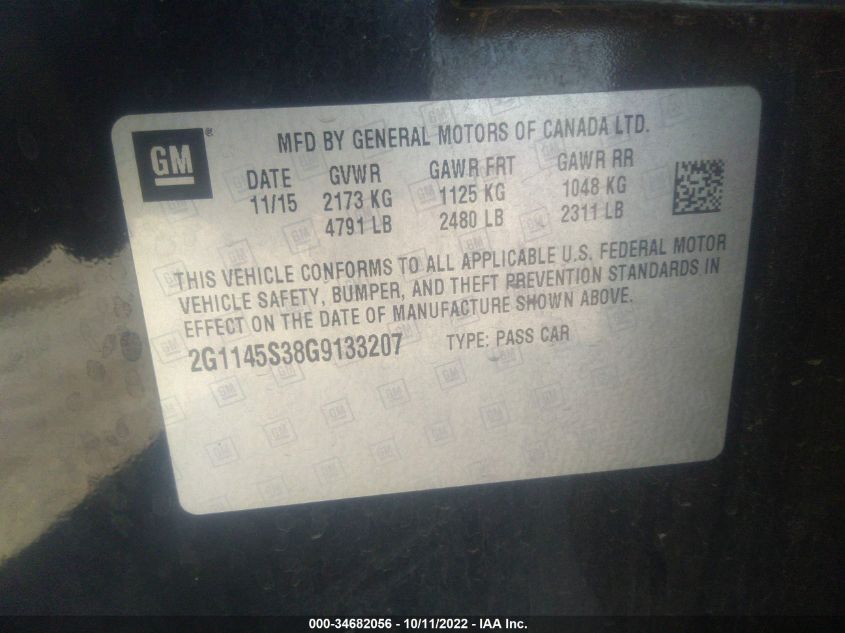 GM®
MFD BY GENERAL MOTORS OF CANADA LTD.
DATE GVWR GAWR FRT GAWR RR
11/15 2173 KG 1125 KG 1048 KG
4791 LB 2480 LB 2311 LB
THIS VEHICLE CONFORMS TO ALL APPLICABLE U.S. FEDERAL MOTOR
VEHICLE SAFETY, BUMPER, AND THEFT PREVENTION STANDARDS IN
EFFECT ON THE DATE OF MANUFACTURE SHOWN ABOVE.
2G1145S38G9133207 TYPE: PASS CAR
000-34682056 - 10/11/2022 - IAA Inc.